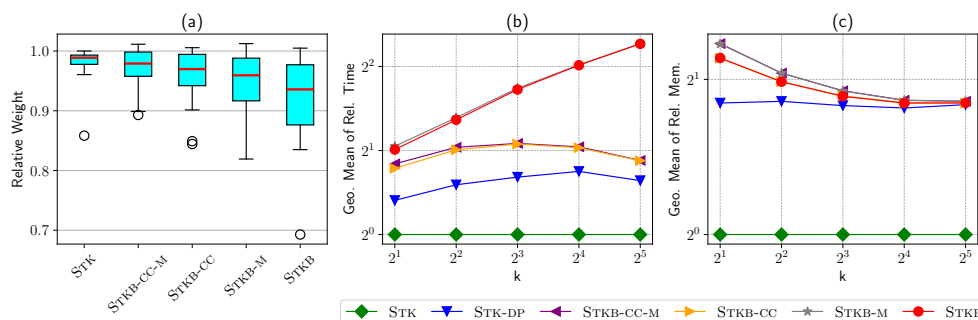 (a)
Relative Weight
1.0
0.9
0.8
0.7
STK
STKB-CC-M
STKB-CC
STKB-M
STKB
(b)
Geo. Mean of Rel. Time
2^2
2^1
2^0
2^1 2^2 2^3 2^4 2^5
k
(c)
Geo. Mean of Rel. Mem.
2^1
2^0
2^1 2^2 2^3 2^4 2^5
k
STK STK-DP STKB-CC-M STKB-CC STKB-M